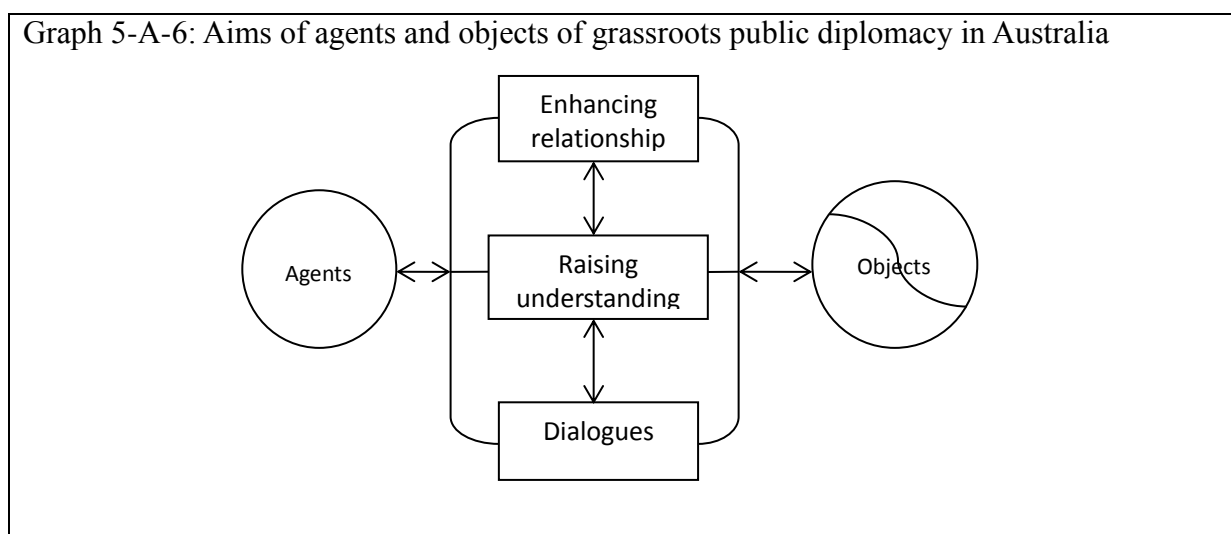 Graph 5-A-6: Aims of agents and objects of grassroots public diplomacy in Australia
Enhancing
relationship
Agents
Raising
understanding
Objects
Dialogues